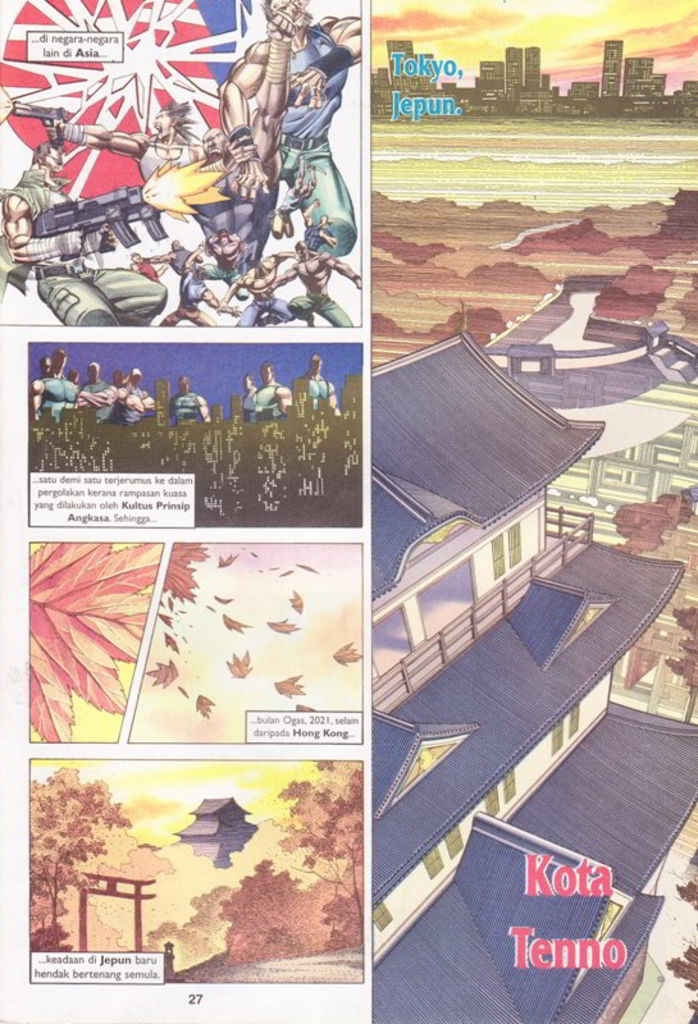 ...di negara-negara
lain di Asia...
...satu demi satu terjerumus ke dalam
pergolakan kerana rampasan kuasa
yang dilakukan oleh Kultus Prinsip
Angkasa. Sehingga...
...bulan Ogas, 2021, selain
daripada Hong Kong...
...keadaan di Jepun baru
hendak bertenang semula.
27
Tokyo,
Jepun.
Kota
Tenno